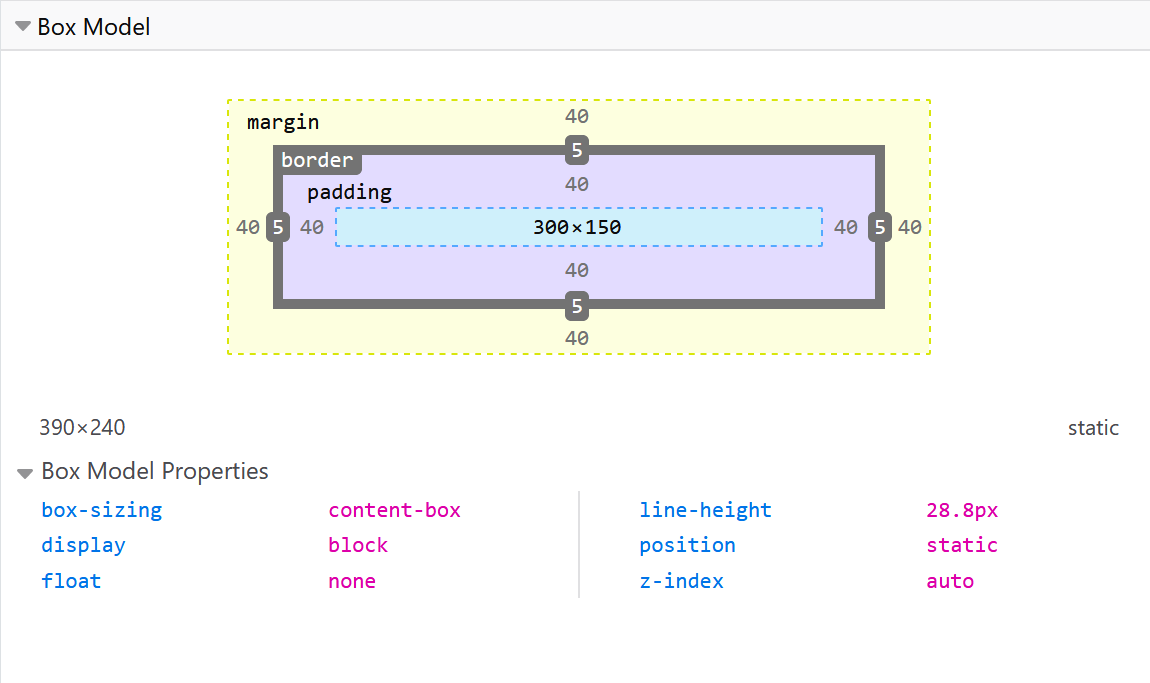 Box Model
40
margin
5
border
40
padding
40 5 40 300×150 40 5 40
40
5
40
390×240 static
Box Model Properties
box-sizing content-box line-height 28.8px
display block position static
float none z-index auto